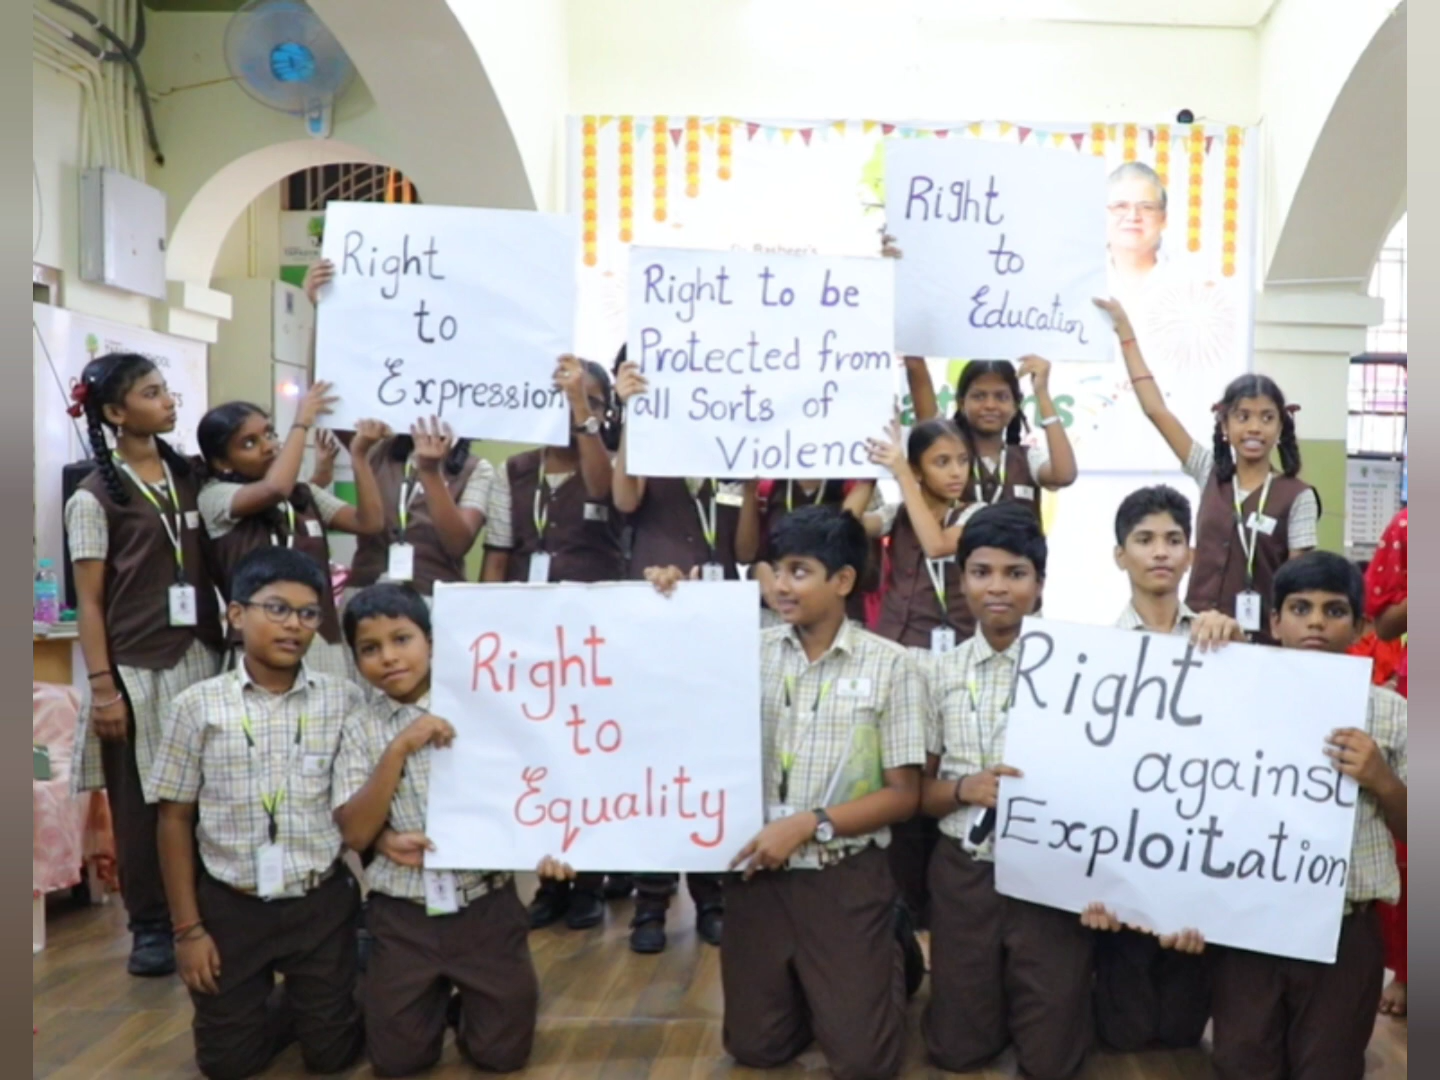 Right
to
Expression
Right to be
Protected from
all Sorts of
Violence
Right
to
Education
Right
to
Equality
Right
against
Exploitation